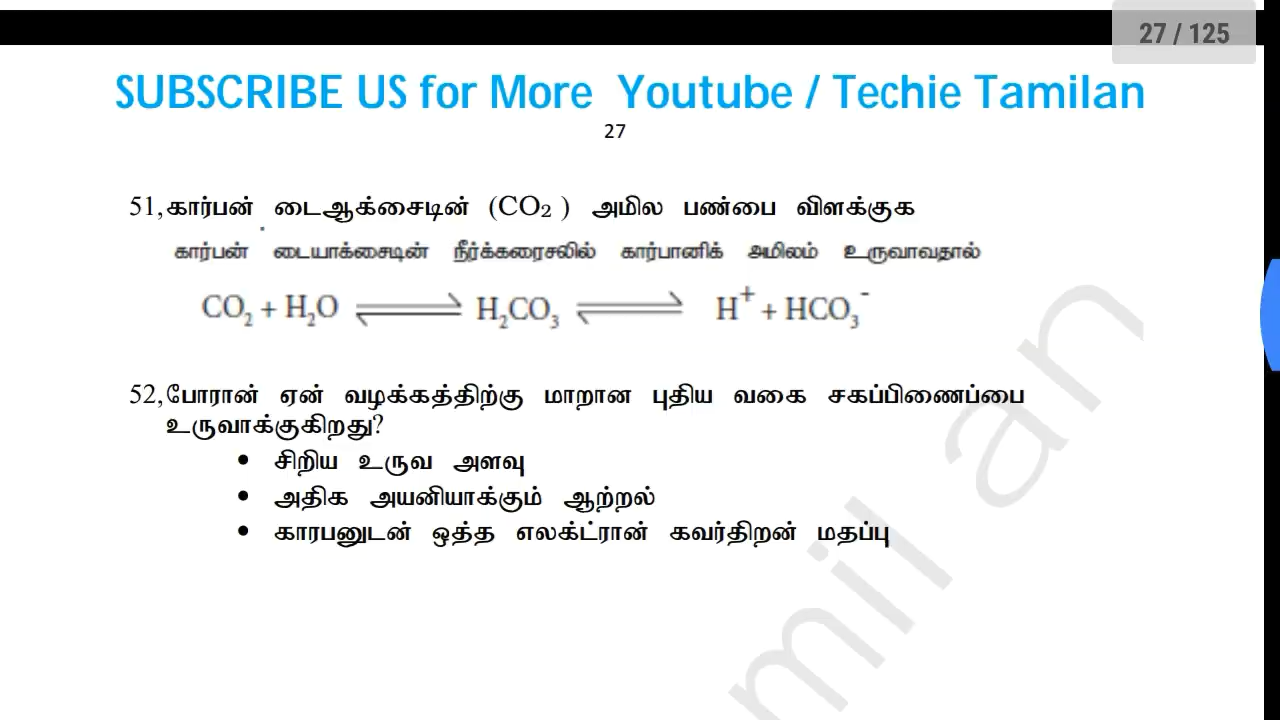 27 / 125
SUBSCRIBE US for More Youtube / Techie Tamilan
27
51,கார்பன் டைஆக்சைடின் (CO₂ ) அமில பண்பை விளக்குக
கார்பன் டையாக்சைடின் நீர்க்கரைசலில் கார்பானிக் அமிலம் உருவாவதால்
CO₂ + H₂O ⇌ H₂CO₃ ⇌ H⁺ + HCO₃⁻
52,போரான் ஏன் வழக்கத்திற்கு மாறான புதிய வகை சகப்பிணைப்பை
உருவாக்குகிறது?
• சிறிய உருவ அளவு
• அதிக அயனியாக்கும் ஆற்றல்
• காரபனுடன் ஒத்த எலக்ட்ரான் கவர்திறன் மதப்பு
mil an